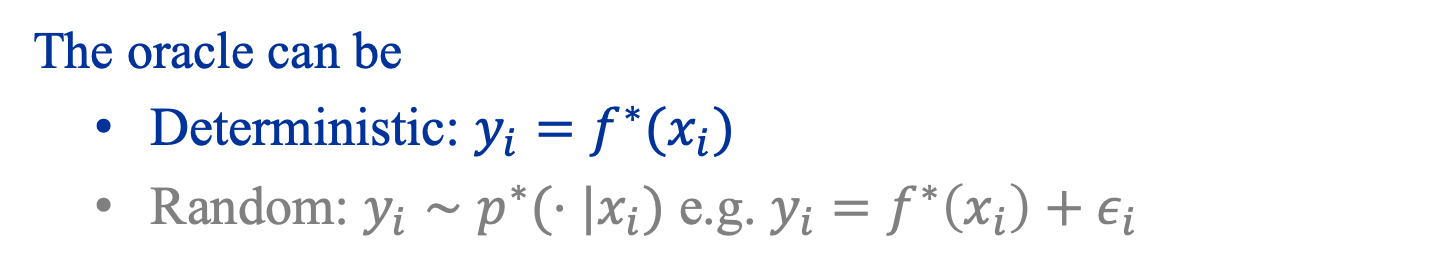 The oracle can be
• Deterministic: yᵢ = f*(xᵢ)
• Random: yᵢ ~ p*(· |xᵢ) e.g. yᵢ = f*(xᵢ) + ϵᵢ